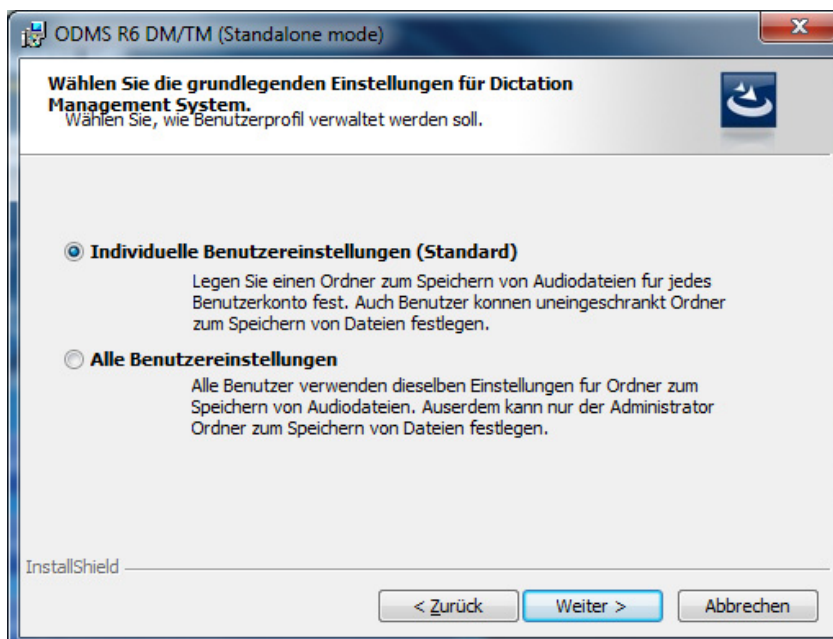 ODMS R6 DM/TM (Standalone mode)
Wählen Sie die grundlegenden Einstellungen für Dictation
Management System.
Wählen Sie, wie Benutzerprofil verwaltet werden soll.
Individuelle Benutzereinstellungen (Standard)
Legen Sie einen Ordner zum Speichern von Audiodateien fur jedes
Benutzerkonto fest. Auch Benutzer konnen uneingeschrankt Ordner
zum Speichern von Dateien festlegen.
Alle Benutzereinstellungen
Alle Benutzer verwenden dieselben Einstellungen fur Ordner zum
Speichern von Audiodateien. Auserdem kann nur der Administrator
Ordner zum Speichern von Dateien festlegen.
InstallShield
< Zurück
Weiter >
Abbrechen